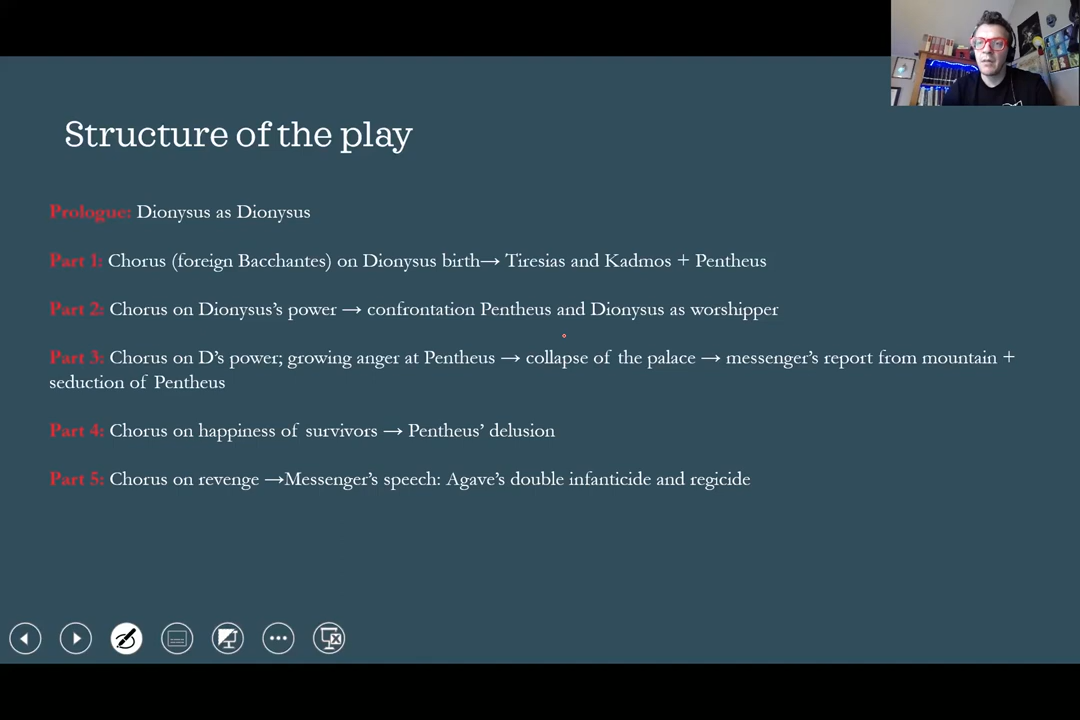 Structure of the play
Prologue: Dionysus as Dionysus
Part 1: Chorus (foreign Bacchantes) on Dionysus birth→ Tiresias and Kadmos + Pentheus
Part 2: Chorus on Dionysus’s power → confrontation Pentheus and Dionysus as worshipper
Part 3: Chorus on D’s power; growing anger at Pentheus → collapse of the palace → messenger’s report from mountain +
seduction of Pentheus
Part 4: Chorus on happiness of survivors → Pentheus’ delusion
Part 5: Chorus on revenge →Messenger’s speech: Agave’s double infanticide and regicide